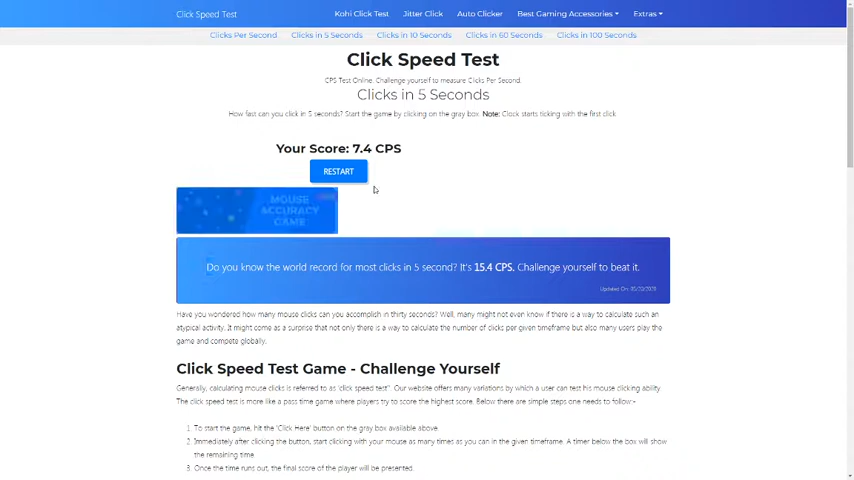 Click Speed Test
Kohi Click Test Jitter Click Auto Clicker Best Gaming Accessories Extras
Clicks Per Second Clicks in 5 Seconds Clicks in 10 Seconds Clicks in 60 Seconds Clicks in 100 Seconds
Click Speed Test
CPS Test Online. Challenge yourself to measure Clicks Per Second.
Clicks in 5 Seconds
How fast can you click in 5 seconds? Start the game by clicking on the gray box. Note: Clock starts ticking with the first click
Your Score: 7.4 CPS
RESTART
MOUSE
ACCURACY
GAME
Do you know the world record for most clicks in 5 second? It's 15.4 CPS. Challenge yourself to beat it.
Updated On:
Have you wondered how many mouse clicks can you accomplish in thirty seconds? Well, many might not even know if there is a way to calculate such an
atypical activity. It might come as a surprise that not only there is a way to calculate the number of clicks per given timeframe but also many users play the
game and compete globally.
Click Speed Test Game - Challenge Yourself
Generally, calculating mouse clicks is referred to as 'click speed test". Our website offers many variations by which a user can test his mouse clicking ability.
The click speed test is more like a pass time game where players try to score the highest score. Below there are simple steps one needs to follow:-
1. To start the game, hit the 'Click Here' button on the gray box available above.
2. Immediately after clicking the button, start clicking with your mouse as many times as you can in the given timeframe. A timer below the box will show
the remaining time.
3. Once the time runs out, the final score of the player will be presented.